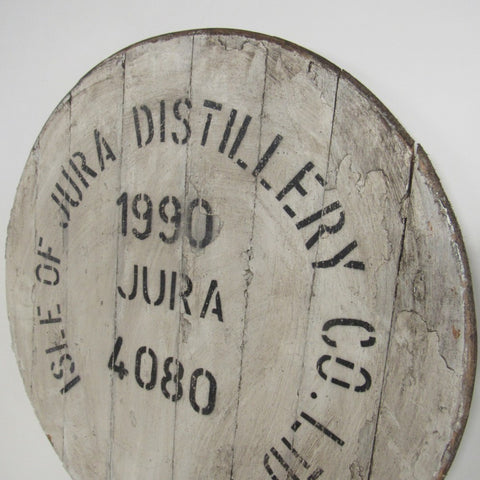 ISLE OF JURA DISTILLERY CO. LTD
1990
JURA
4080